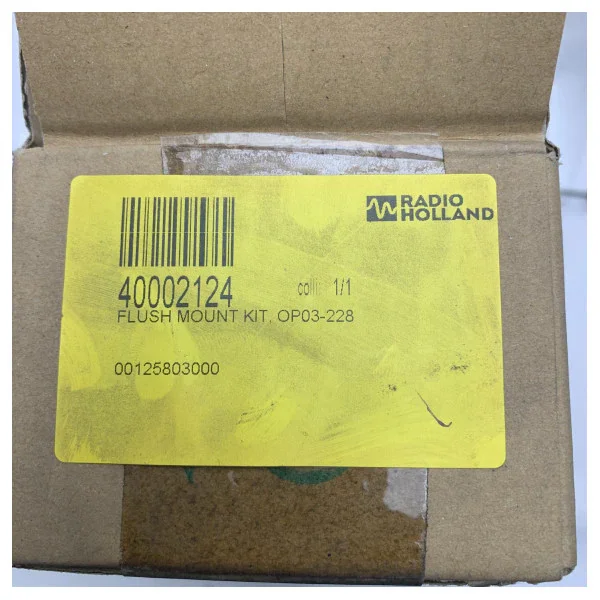 RADIO
HOLLAND
40002124 colli: 1/1
FLUSH MOUNT KIT, OP03-228
00125803000